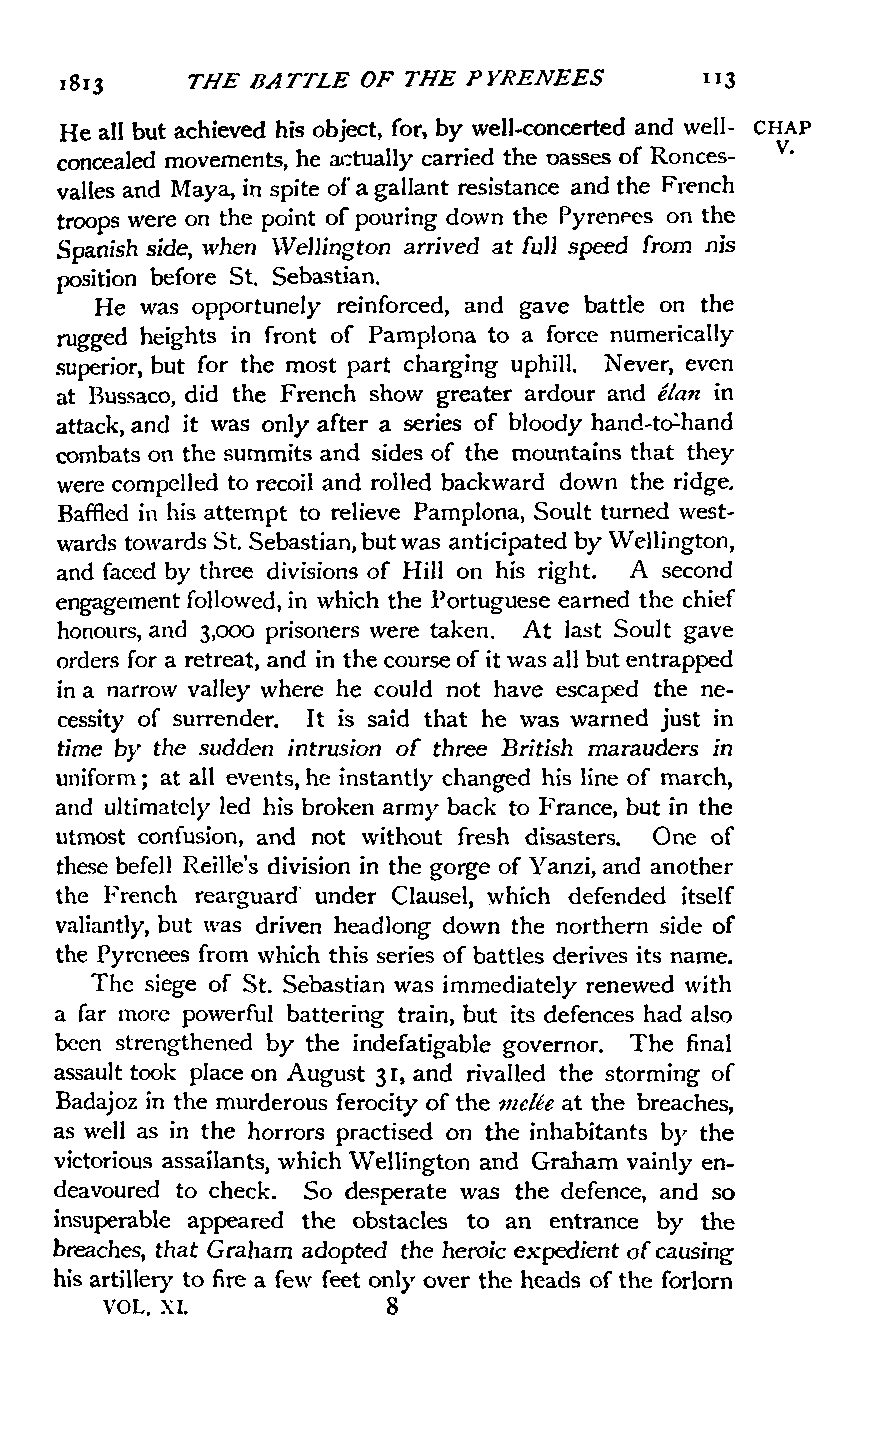 1813 THE BATTLE OF THE PYRENEES 113
He all but achieved his object, for, by well-concerted and well- CHAP
concealed movements, he actually carried the passes of Ronces- V.
valles and Maya, in spite of a gallant resistance and the French
troops were on the point of pouring down the Pyrenees on the
Spanish side, when Wellington arrived at full speed from his
position before St. Sebastian.
He was opportunely reinforced, and gave battle on the
rugged heights in front of Pamplona to a force numerically
superior, but for the most part charging uphill. Never, even
at Bussaco, did the French show greater ardour and élan in
attack, and it was only after a series of bloody hand-to-hand
combats on the summits and sides of the mountains that they
were compelled to recoil and rolled backward down the ridge.
Baffled in his attempt to relieve Pamplona, Soult turned west-
wards towards St. Sebastian, but was anticipated by Wellington,
and faced by three divisions of Hill on his right. A second
engagement followed, in which the Portuguese earned the chief
honours, and 3,000 prisoners were taken. At last Soult gave
orders for a retreat, and in the course of it was all but entrapped
in a narrow valley where he could not have escaped the ne-
cessity of surrender. It is said that he was warned just in
time by the sudden intrusion of three British marauders in
uniform; at all events, he instantly changed his line of march,
and ultimately led his broken army back to France, but in the
utmost confusion, and not without fresh disasters. One of
these befell Reille's division in the gorge of Yanzi, and another
the French rearguard under Clausel, which defended itself
valiantly, but was driven headlong down the northern side of
the Pyrenees from which this series of battles derives its name.
The siege of St. Sebastian was immediately renewed with
a far more powerful battering train, but its defences had also
been strengthened by the indefatigable governor. The final
assault took place on August 31, and rivalled the storming of
Badajoz in the murderous ferocity of the melée at the breaches,
as well as in the horrors practised on the inhabitants by the
victorious assailants, which Wellington and Graham vainly en-
deavoured to check. So desperate was the defence, and so
insuperable appeared the obstacles to an entrance by the
breaches, that Graham adopted the heroic expedient of causing
his artillery to fire a few feet only over the heads of the forlorn
VOL. XI. 8